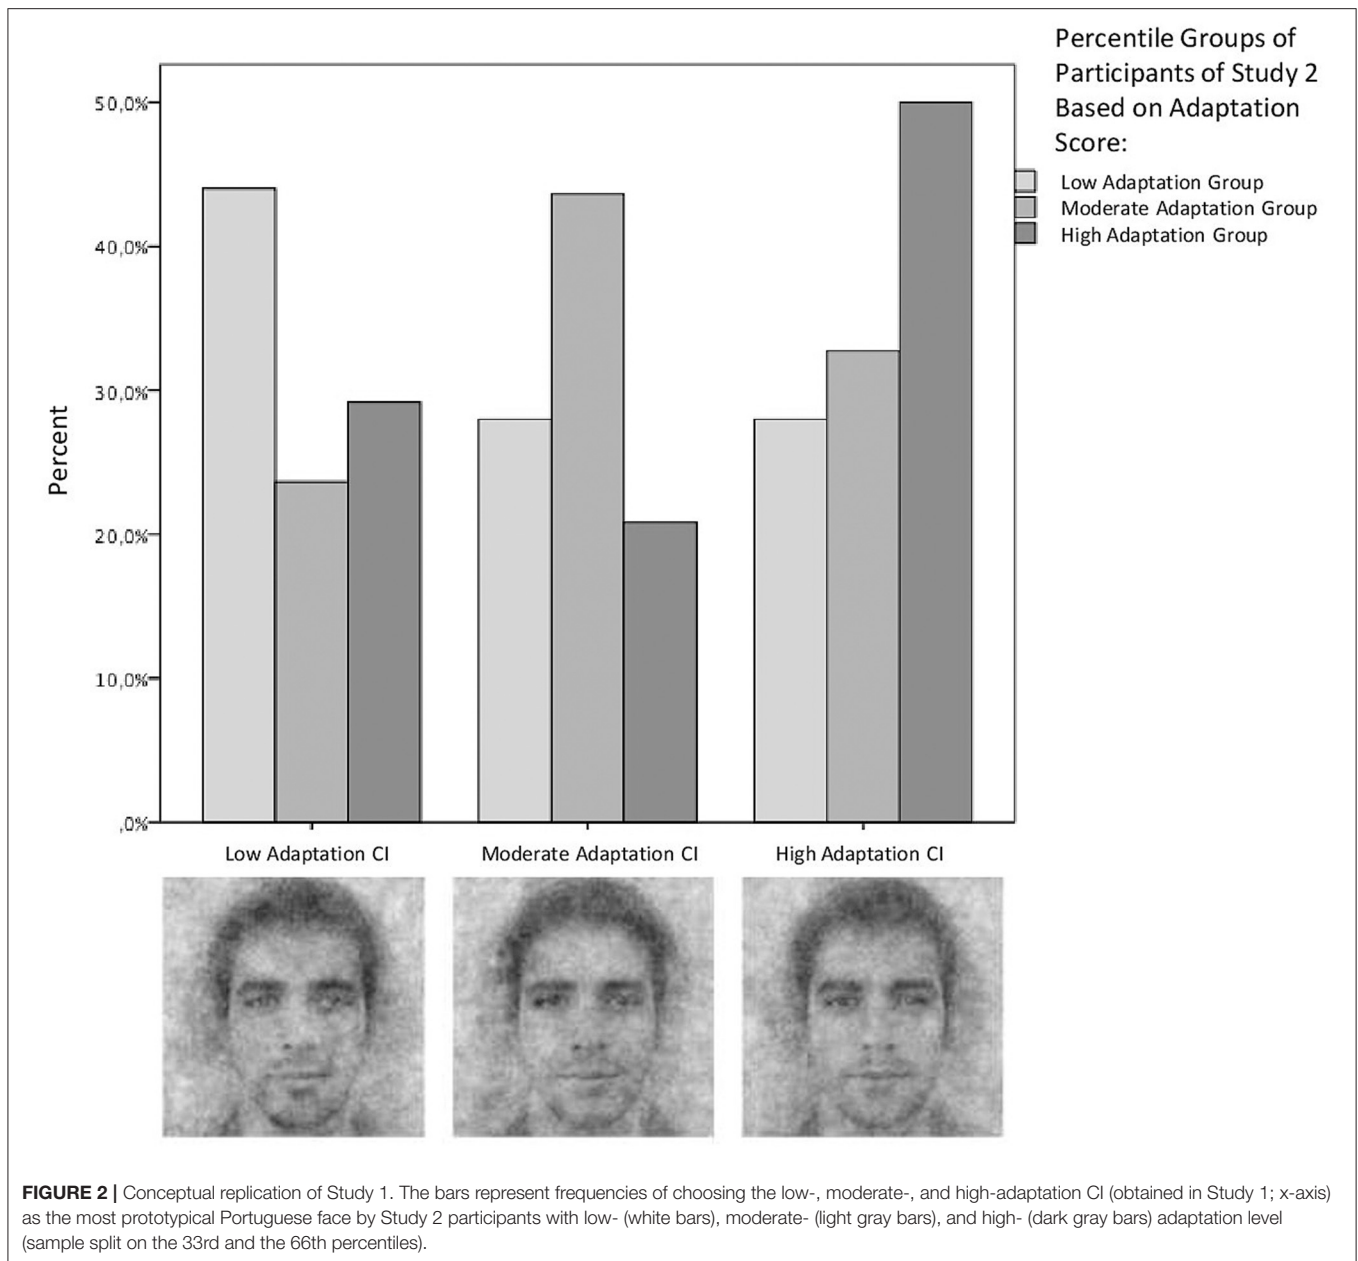 Percentile Groups of
Participants of Study 2
Based on Adaptation
Score:
Low Adaptation Group
Moderate Adaptation Group
High Adaptation Group
Percent
50,0%
40,0%
30,0%
20,0%
10,0%
,0%
Low Adaptation CI
Moderate Adaptation CI
High Adaptation CI
FIGURE 2 | Conceptual replication of Study 1. The bars represent frequencies of choosing the low-, moderate-, and high-adaptation CI (obtained in Study 1; x-axis)
as the most prototypical Portuguese face by Study 2 participants with low- (white bars), moderate- (light gray bars), and high- (dark gray bars) adaptation level
(sample split on the 33rd and the 66th percentiles).